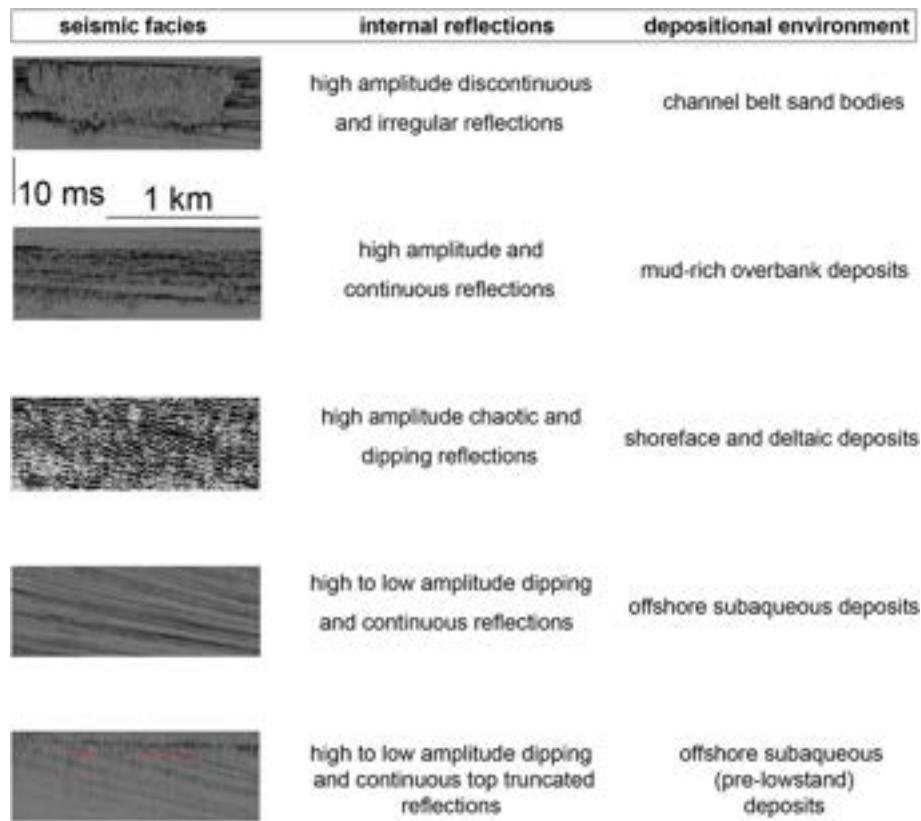 seismic facies internal reflections depositional environment
high amplitude discontinuous
and irregular reflections
channel belt sand bodies
10 ms 1 km
high amplitude and
continuous reflections
mud-rich overbank deposits
high amplitude chaotic and
dipping reflections
shoreface and deltaic deposits
high to low amplitude dipping
and continuous reflections
offshore subaqueous deposits
high to low amplitude dipping
and continuous top truncated
reflections
offshore subaqueous
(pre-lowstand)
deposits